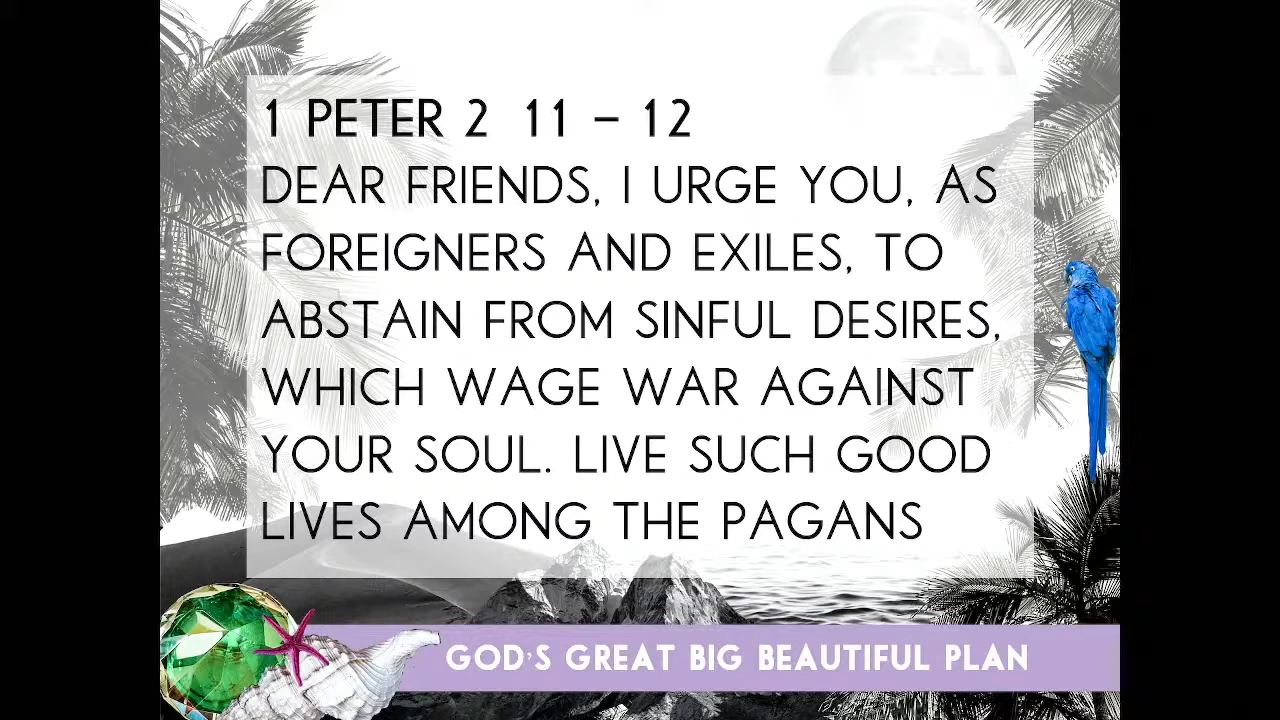 1 PETER 2 11 – 12
DEAR FRIENDS, I URGE YOU, AS
FOREIGNERS AND EXILES, TO
ABSTAIN FROM SINFUL DESIRES,
WHICH WAGE WAR AGAINST
YOUR SOUL. LIVE SUCH GOOD
LIVES AMONG THE PAGANS
GOD'S GREAT BIG BEAUTIFUL PLAN